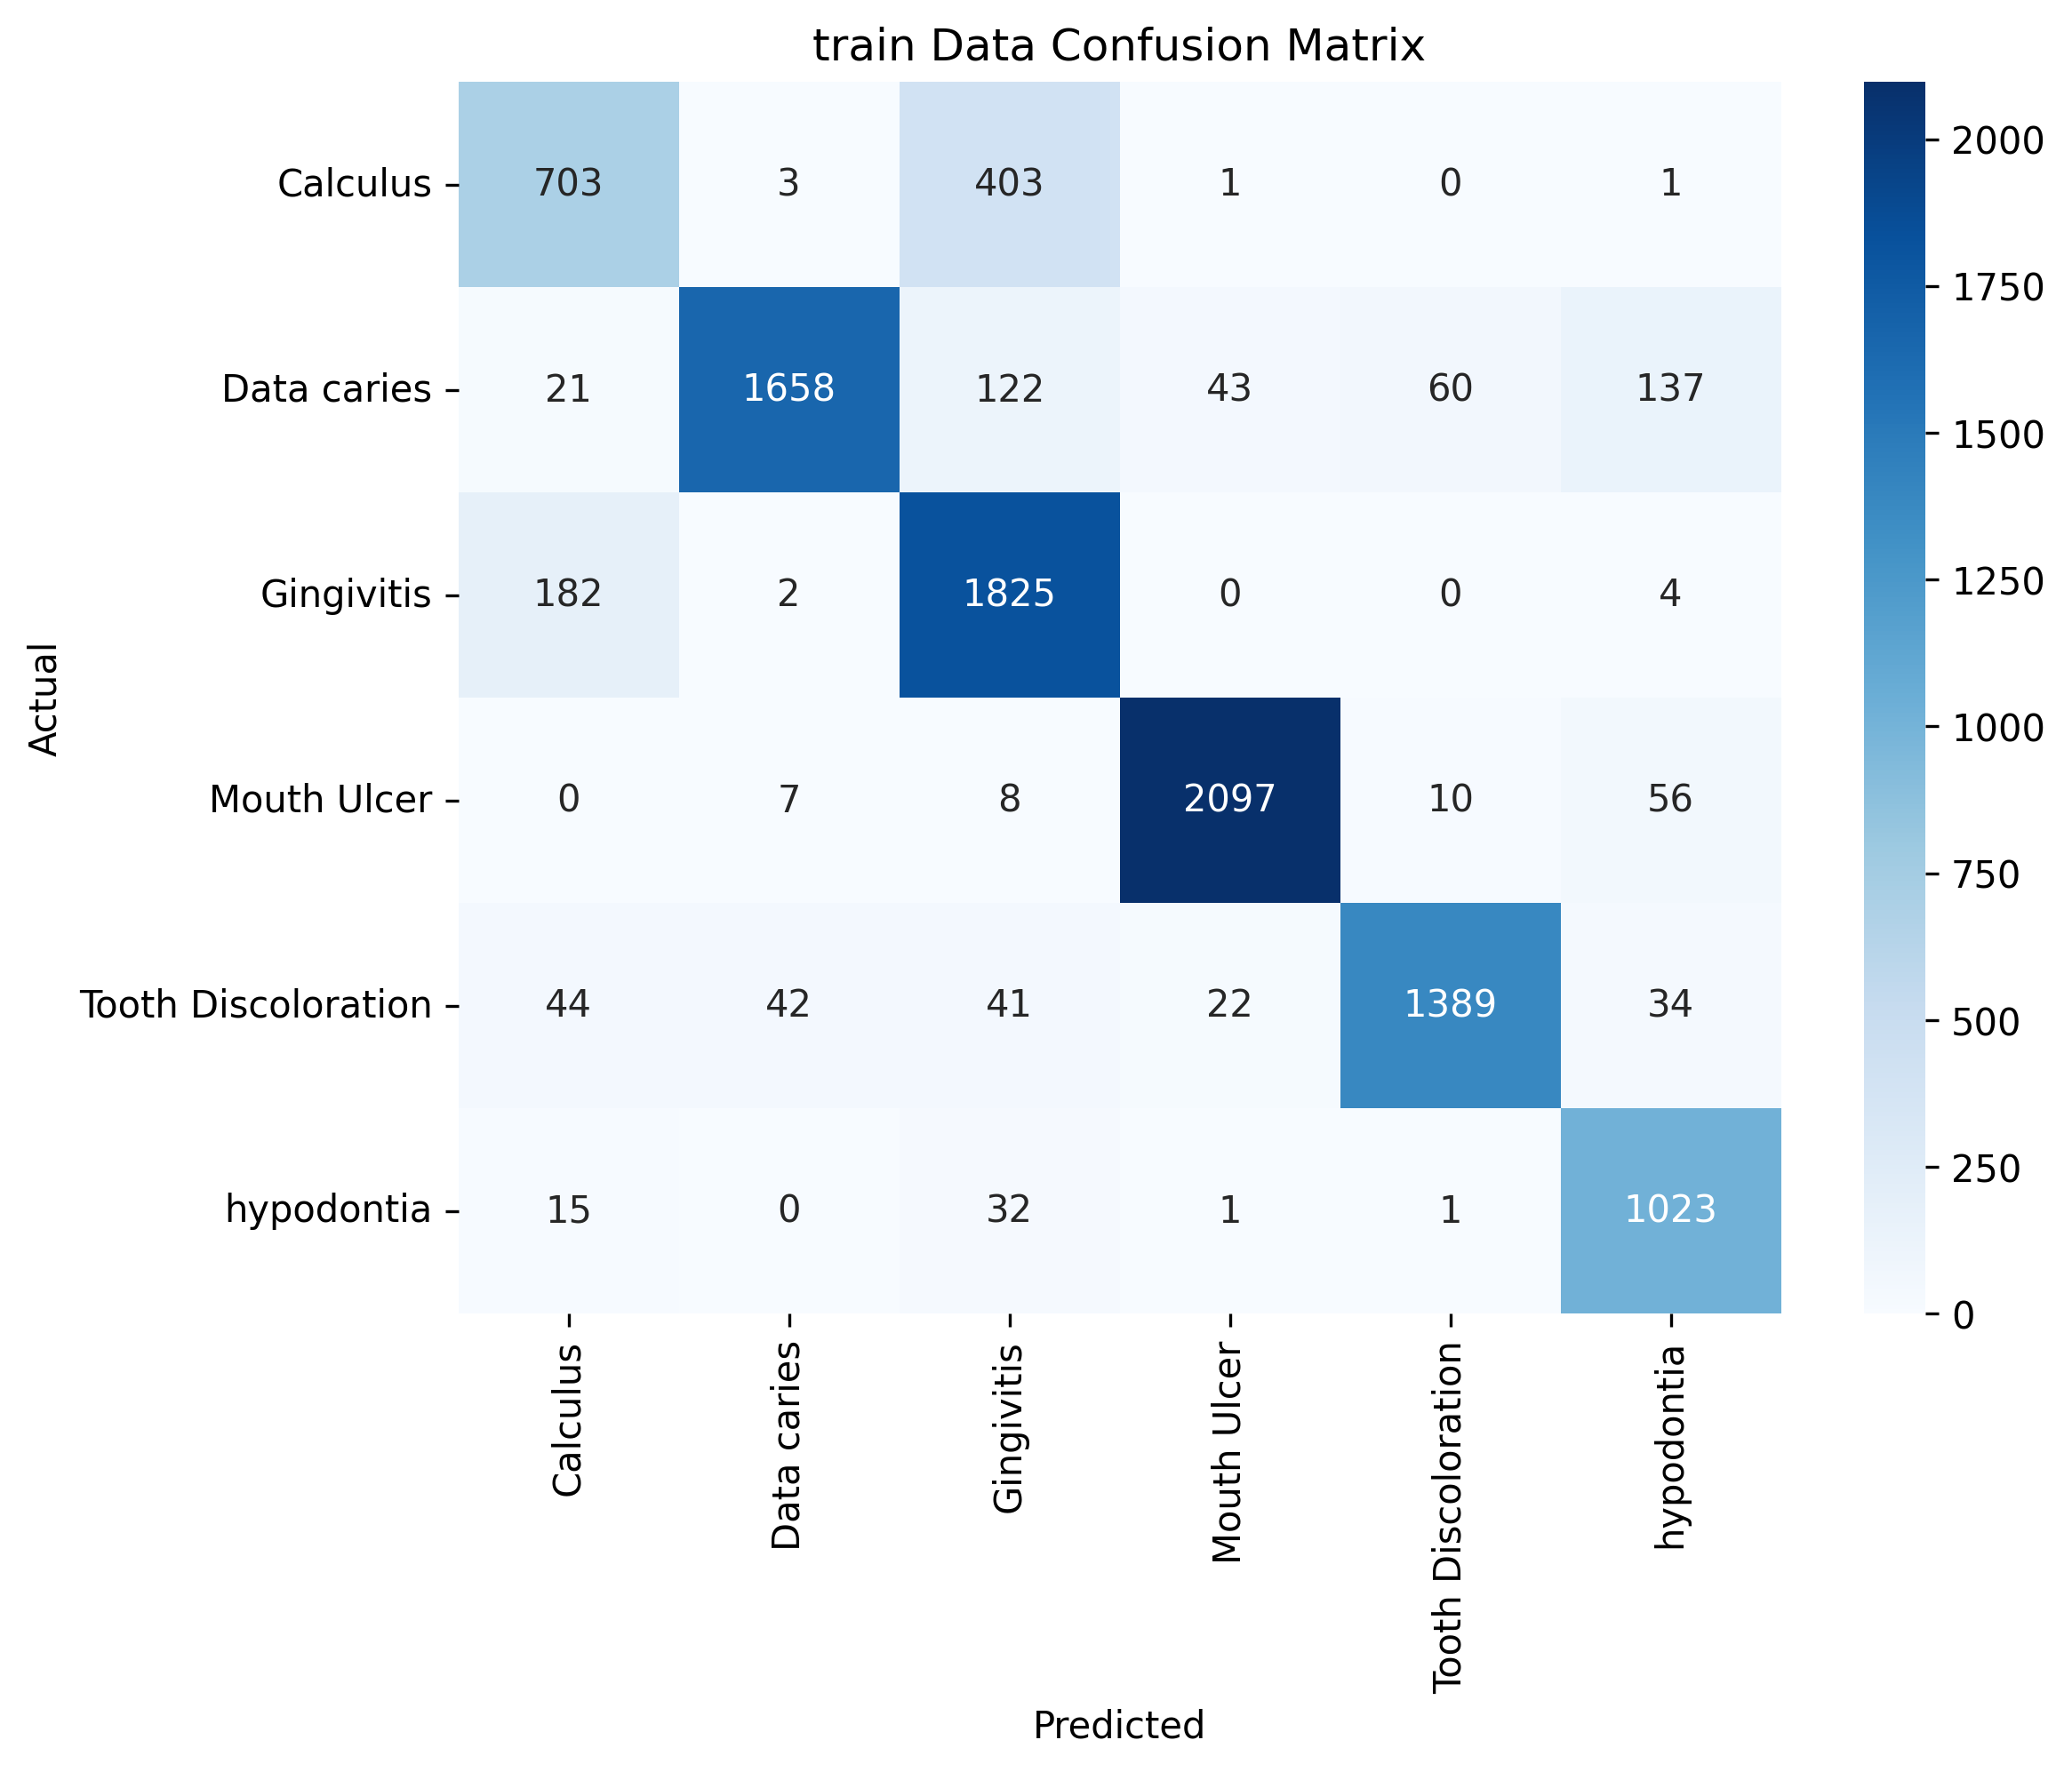 train Data Confusion Matrix
Actual
Calculus 703 3 403 1 0 1
Data caries 21 1658 122 43 60 137
Gingivitis 182 2 1825 0 0 4
Mouth Ulcer 0 7 8 2097 10 56
Tooth Discoloration 44 42 41 22 1389 34
hypodontia 15 0 32 1 1 1023
Calculus
Data caries
Gingivitis
Mouth Ulcer
Tooth Discoloration
hypodontia
Predicted
2000
1750
1500
1250
1000
750
500
250
0